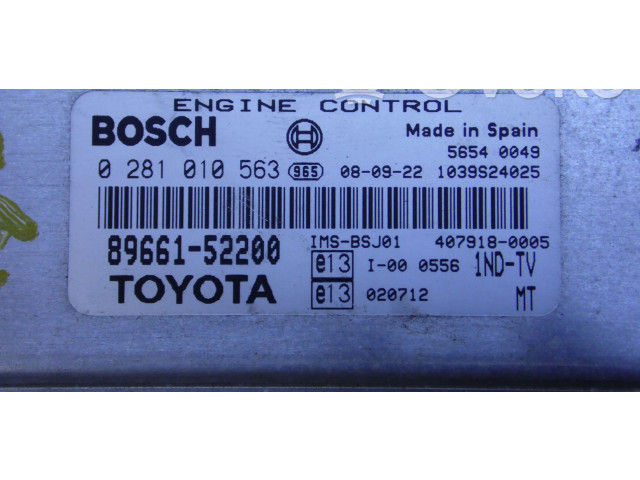 ENGINE CONTROL
BOSCH
Made in Spain
5654 0049
0 281 010 563 965 08-09-22 1039S24025
89661-52200 IMS-BSJ01 407918-0005
e13 I-00 0556 1ND-TV
TOYOTA e13 020712 MT